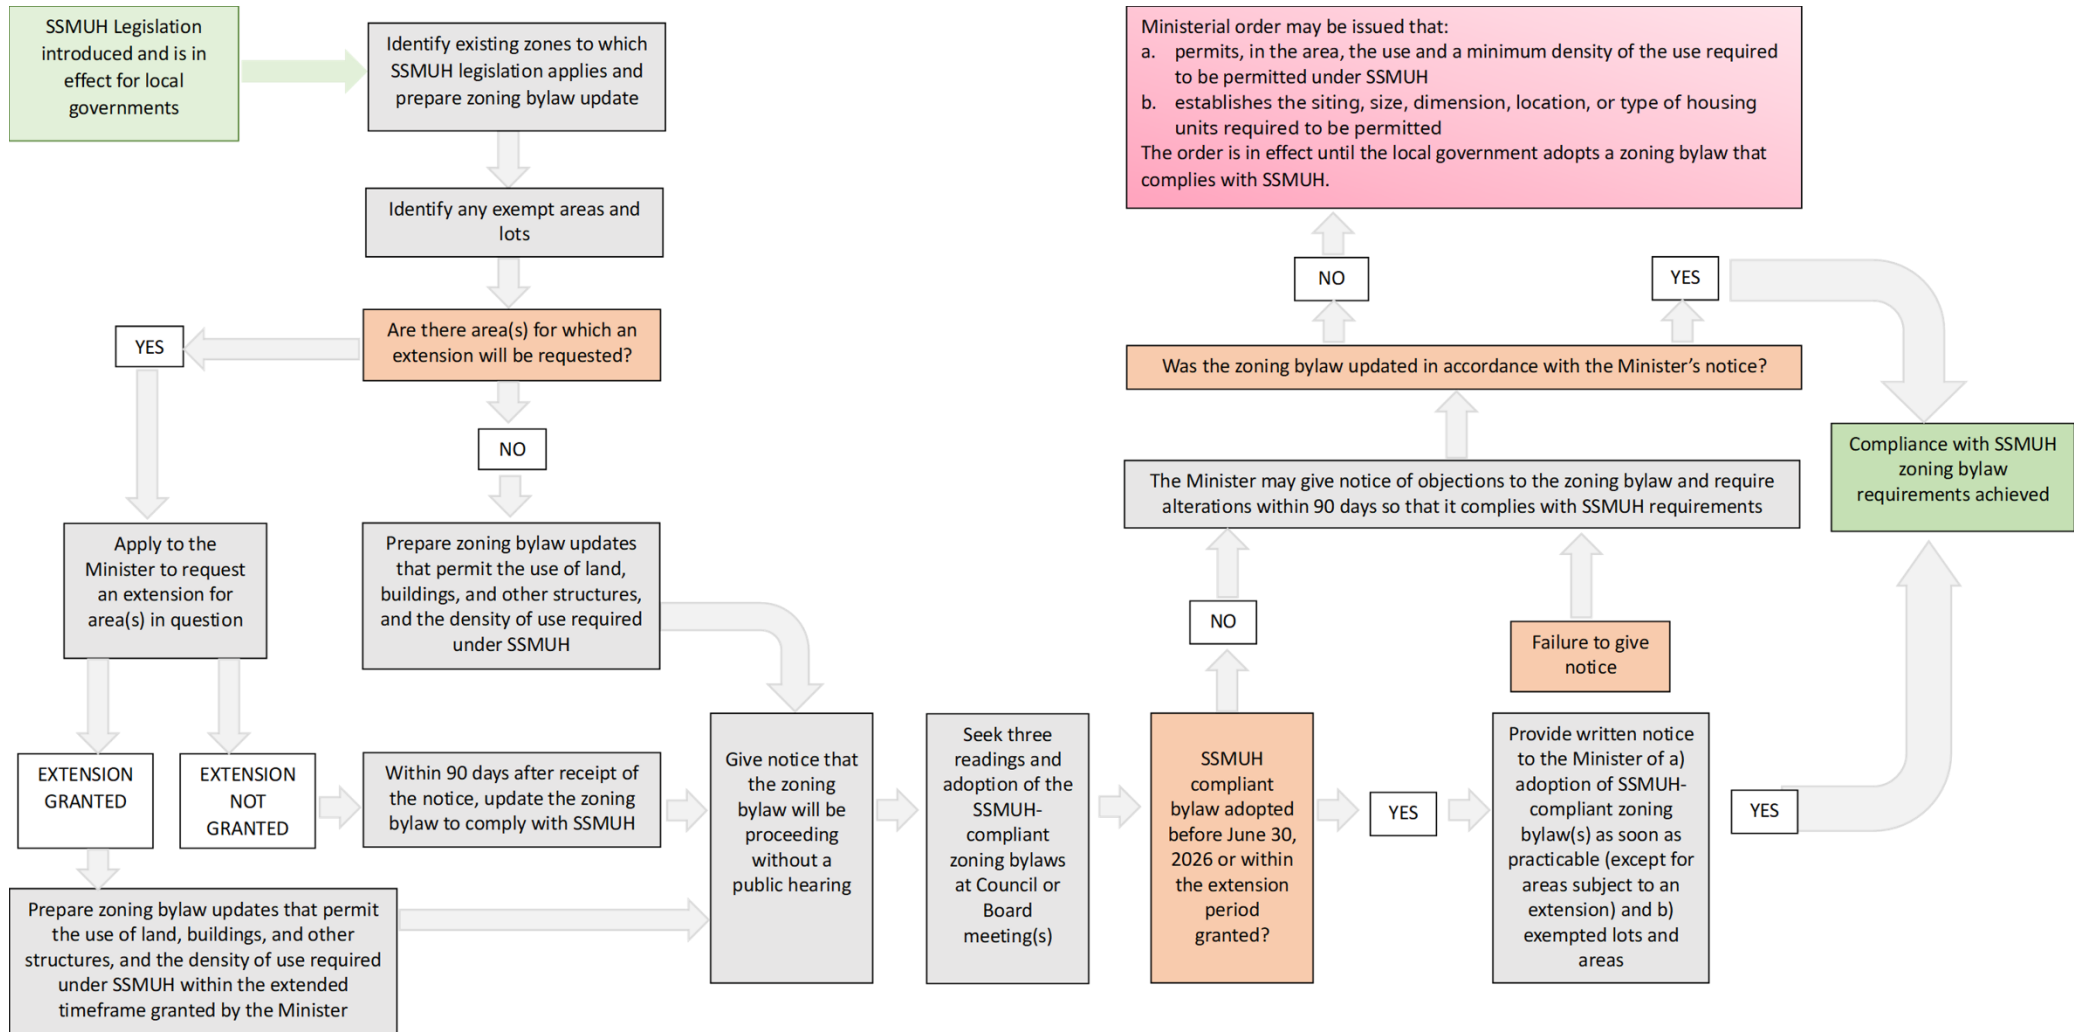 SSMUH Legislation
introduced and is in
effect for local
governments
Identify existing zones to which
SSMUH legislation applies and
prepare zoning bylaw update
Identify any exempt areas and
lots
Are there area(s) for which an
extension will be requested?
YES
NO
Apply to the
Minister to request
an extension for
area(s) in question
Prepare zoning bylaw updates
that permit the use of land,
buildings, and other structures,
and the density of use required
under SSMUH
EXTENSION
GRANTED
EXTENSION
NOT
GRANTED
Within 90 days after receipt of
the notice, update the zoning
bylaw to comply with SSMUH
Prepare zoning bylaw updates that permit
the use of land, buildings, and other
structures, and the density of use required
under SSMUH within the extended
timeframe granted by the Minister
Give notice that
the zoning
bylaw will be
proceeding
without a
public hearing
Seek three
readings and
adoption of the
SSMUH-
compliant
zoning bylaws
at Council or
Board
meeting(s)
SSMUH
compliant
bylaw adopted
before June 30,
2026 or within
the extension
period
granted?
NO
YES
Provide written notice
to the Minister of a)
adoption of SSMUH-
compliant zoning
bylaw(s) as soon as
practicable (except for
areas subject to an
extension) and b)
exempted lots and
areas
YES
Failure to give
notice
The Minister may give notice of objections to the zoning bylaw and require
alterations within 90 days so that it complies with SSMUH requirements
Was the zoning bylaw updated in accordance with the Minister’s notice?
NO
YES
Ministerial order may be issued that:
a. permits, in the area, the use and a minimum density of the use required
to be permitted under SSMUH
b. establishes the siting, size, dimension, location, or type of housing
units required to be permitted
The order is in effect until the local government adopts a zoning bylaw that
complies with SSMUH.
Compliance with SSMUH
zoning bylaw
requirements achieved